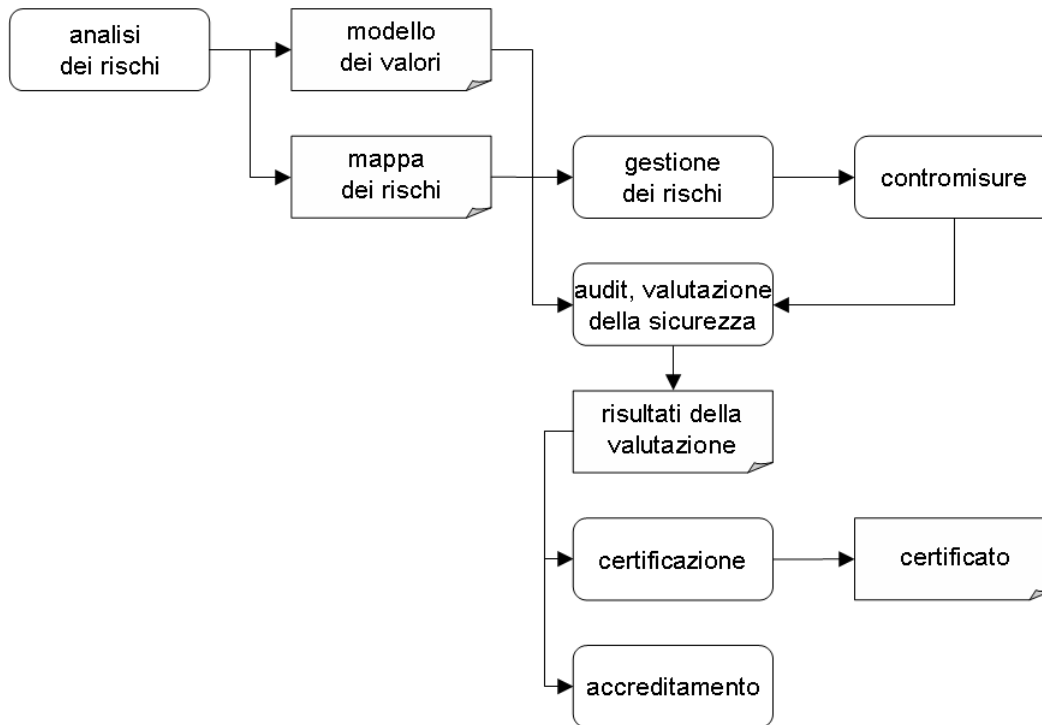 analisi
dei rischi
modello
dei valori
mappa
dei rischi
gestione
dei rischi
contromisure
audit, valutazione
della sicurezza
risultati della
valutazione
certificazione
certificato
accreditamento